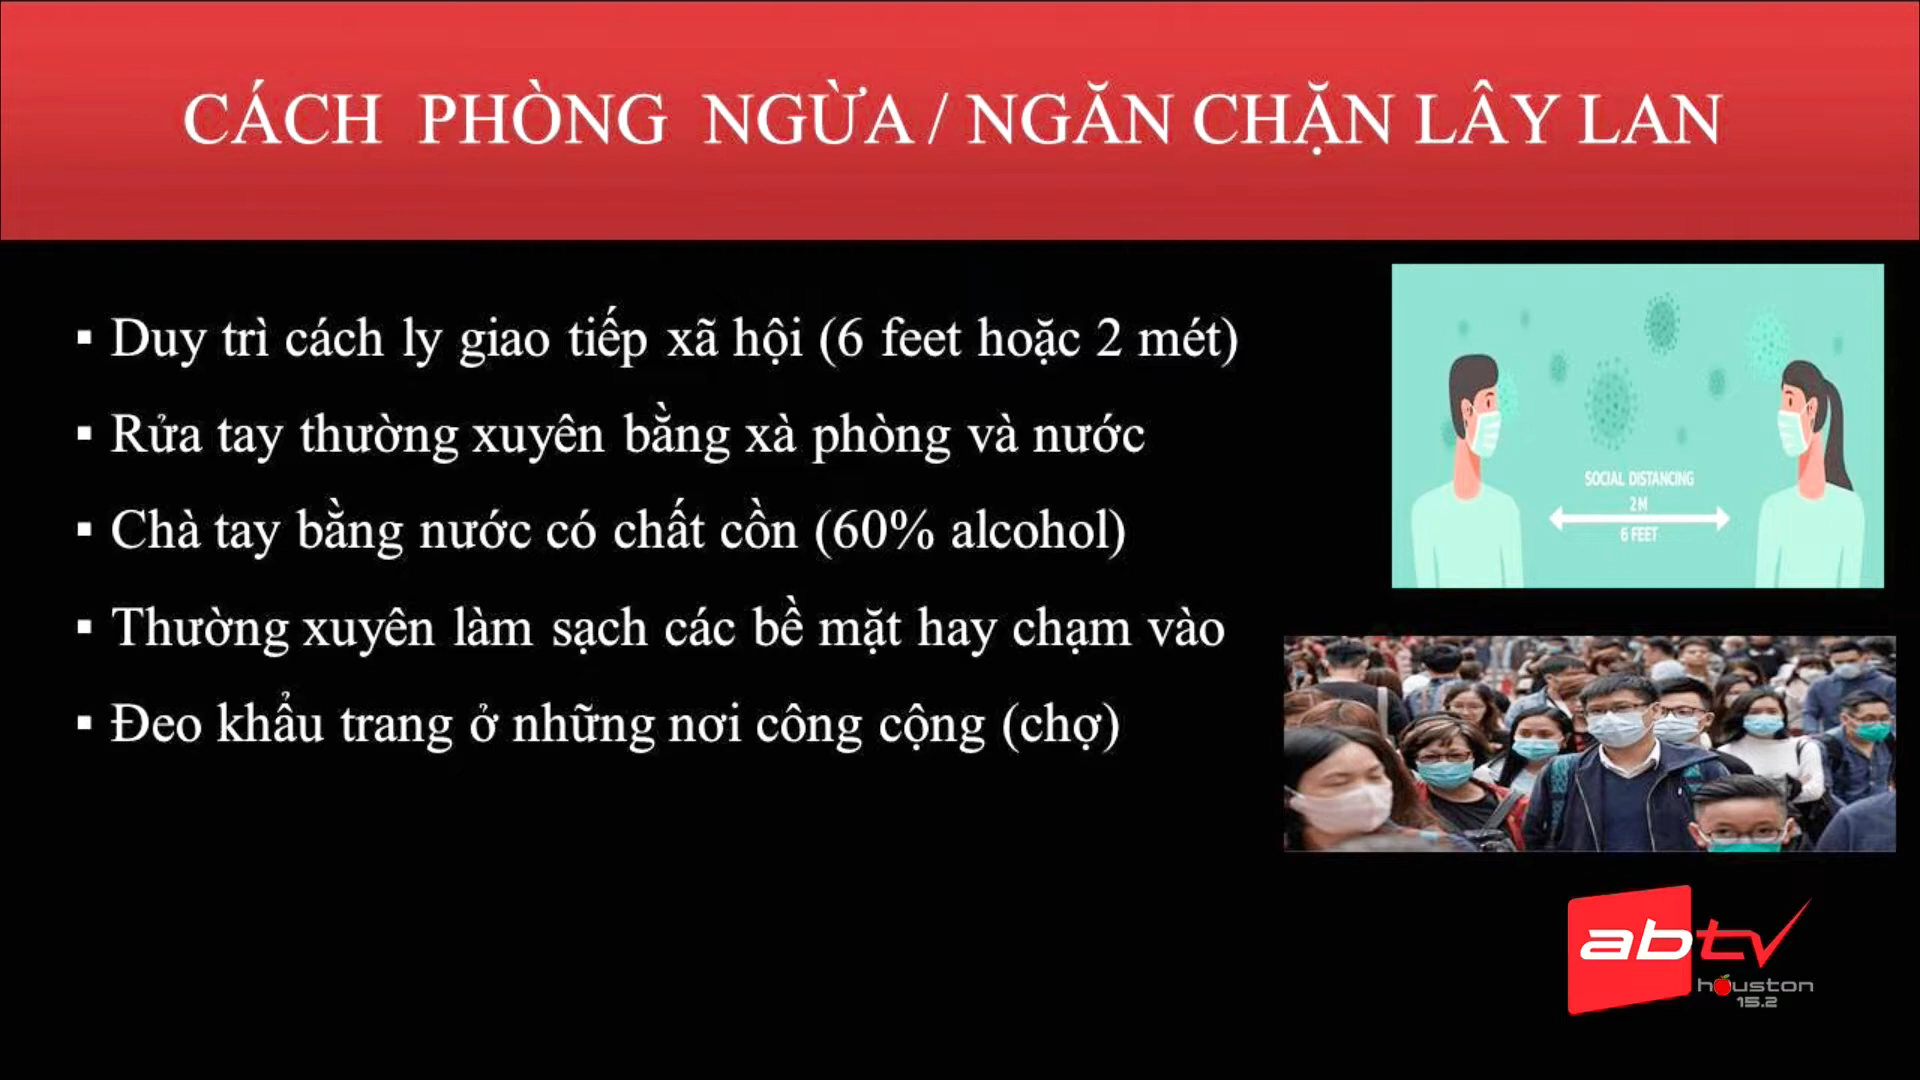 CÁCH PHÒNG NGỪA / NGĂN CHẶN LÂY LAN
▪ Duy trì cách ly giao tiếp xã hội (6 feet hoặc 2 mét)
▪ Rửa tay thường xuyên bằng xà phòng và nước
▪ Chà tay bằng nước có chất cồn (60% alcohol)
▪ Thường xuyên làm sạch các bề mặt hay chạm vào
▪ Đeo khẩu trang ở những nơi công cộng (chợ)
SOCIAL DISTANCING
2 M
6 FEET
abtv
houston
15.2